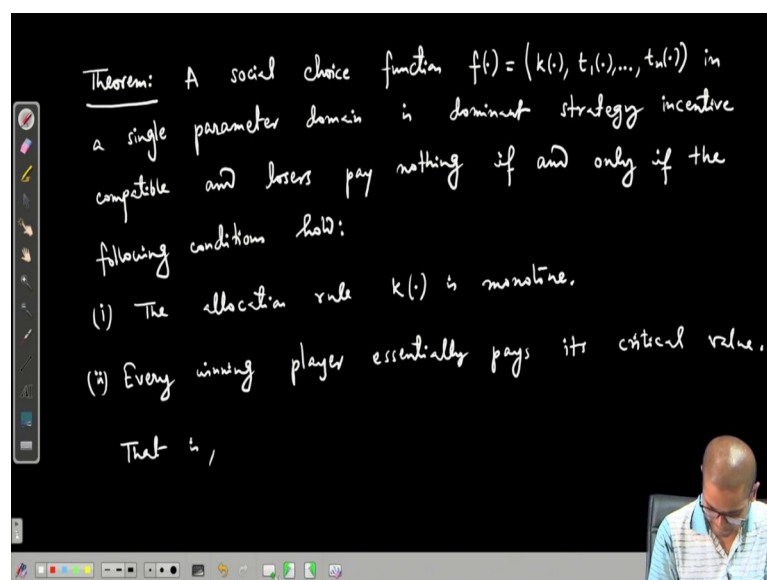 Theorem: A social choice function f(·) = (k(·), t₁(·),..., tₙ(·)) in
a single parameter domain is dominant strategy incentive
compatible and losers pay nothing if and only if the
following conditions hold:
(i) The allocation rule k(·) is monotone.
(ii) Every winning player essentially pays its critical value.
That is,